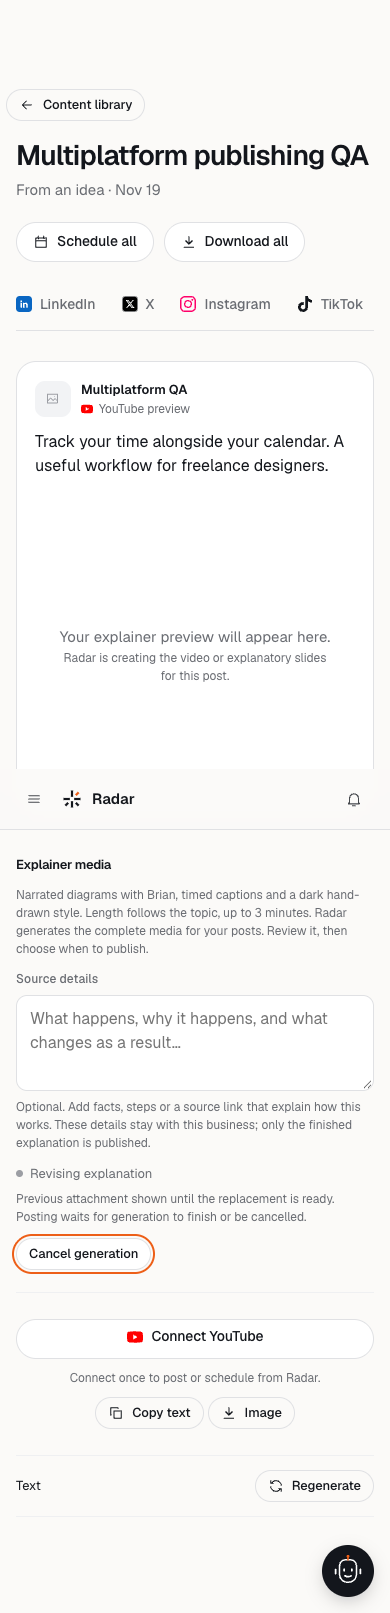 Content library
Multiplatform publishing QA
From an idea · Nov 19
Schedule all
Download all
LinkedIn
X
Instagram
TikTok
Multiplatform QA
YouTube preview
Track your time alongside your calendar. A
useful workflow for freelance designers.
Your explainer preview will appear here.
Radar is creating the video or explanatory slides
for this post.
Radar
Explainer media
Narrated diagrams with Brian, timed captions and a dark hand-
drawn style. Length follows the topic, up to 3 minutes. Radar
generates the complete media for your posts. Review it, then
choose when to publish.
Source details
What happens, why it happens, and what
changes as a result...
Optional. Add facts, steps or a source link that explain how this
works. These details stay with this business; only the finished
explanation is published.
Revising explanation
Previous attachment shown until the replacement is ready.
Posting waits for generation to finish or be cancelled.
Cancel generation
Connect YouTube
Connect once to post or schedule from Radar.
Copy text
Image
Text
Regenerate